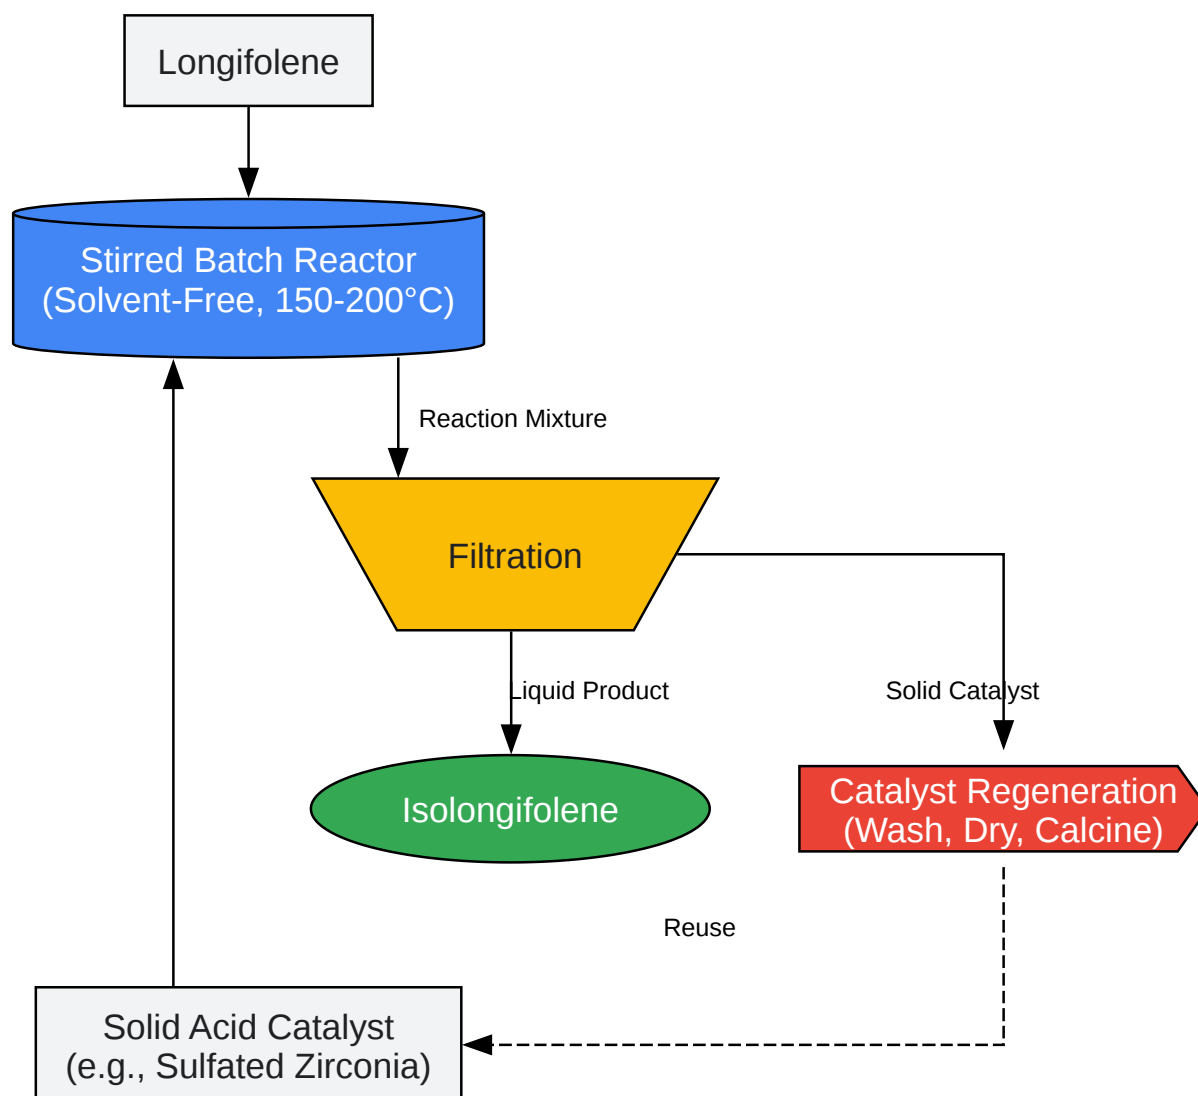 Longifolene
Stirred Batch Reactor
(Solvent-Free, 150-200°C)
Reaction Mixture
Filtration
Liquid Product
Solid Catalyst
Isolongifolene
Catalyst Regeneration
(Wash, Dry, Calcine)
Reuse
Solid Acid Catalyst
(e.g., Sulfated Zirconia)